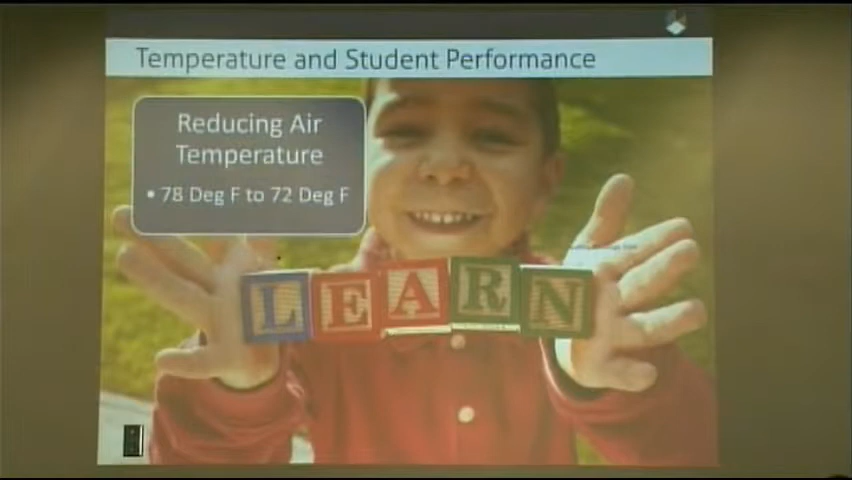 Temperature and Student Performance
Reducing Air
Temperature
• 78 Deg F to 72 Deg F
LEARN